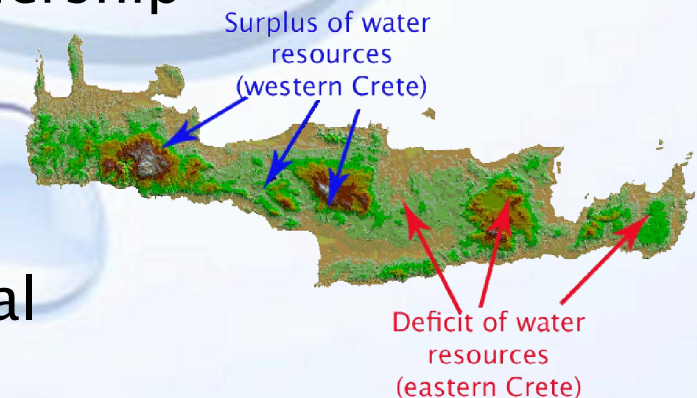 Surplus of water
resources
(western Crete)
Deficit of water
resources
(eastern Crete)